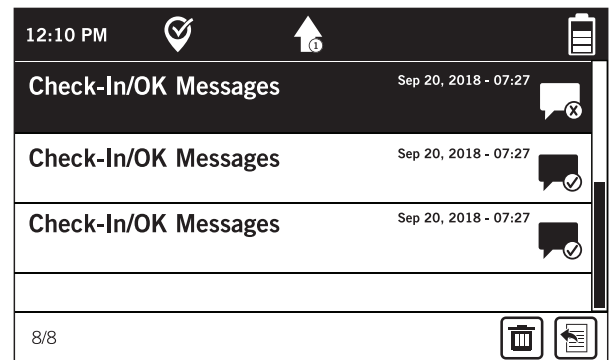 12:10 PM
1
Check-In/OK Messages Sep 20, 2018 - 07:27
Check-In/OK Messages Sep 20, 2018 - 07:27
Check-In/OK Messages Sep 20, 2018 - 07:27
8/8